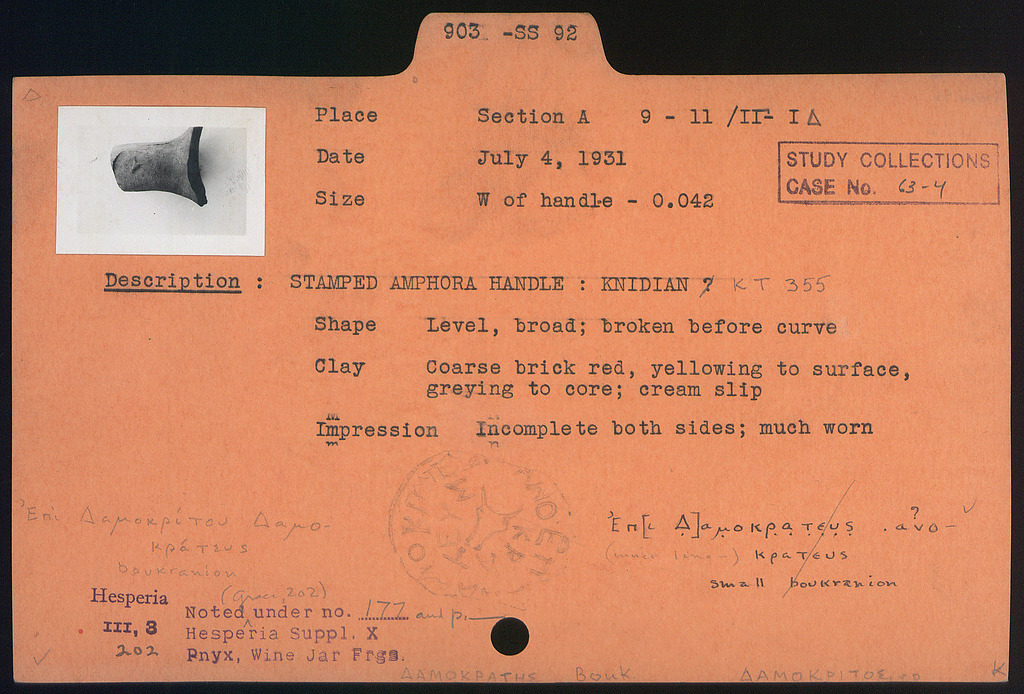 903 -SS 92
Place Section A 9 - 11 /II- I Δ
Date July 4, 1931
STUDY COLLECTIONS
CASE No. 63-4
Size W of handle - 0.042
Description : STAMPED AMPHORA HANDLE : KNIDIAN ? KT 355
Shape Level, broad; broken before curve
Clay Coarse brick red, yellowing to surface,
greying to core; cream slip
Impression Incomplete both sides; much worn
Ἐπὶ Δαμοκρίτου Δαμο-
κράτευς
βουkranion
Ἐπ[ὶ Δ]αμοκρατευς . ανο-
κρατευς
small boukranion
Hesperia
III, 3
202
(Grace, 202)
Noted under no. 177 and p.
Hesperia Suppl. X
Pnyx, Wine Jar Frgs.
ΔΑΜΟΚΡΑΤΗΣ Bouk ΔΑΜΟΚΡΙΤΟΣ K